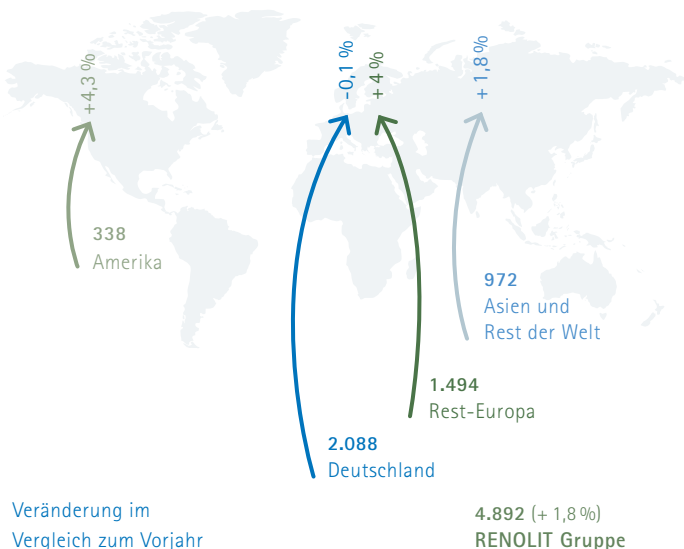 +4,3 %
-0,1 %
+ 4 %
+ 1,8 %
338
Amerika
972
Asien und
Rest der Welt
1.494
Rest-Europa
2.088
Deutschland
Veränderung im
Vergleich zum Vorjahr
4.892 (+ 1,8 %)
RENOLIT Gruppe